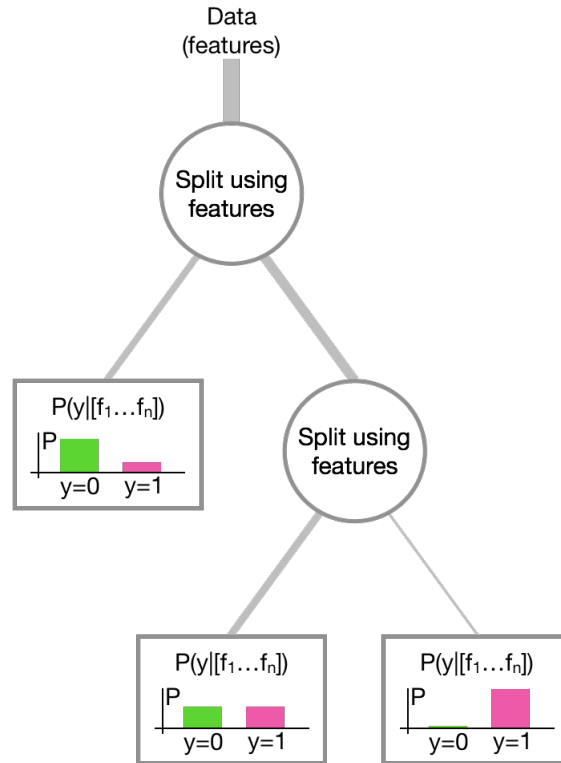 Data
(features)
Split using
features
P(y|[f₁…fₙ])
P
y=0 y=1
Split using
features
P(y|[f₁…fₙ])
P
y=0 y=1
P(y|[f₁…fₙ])
P
y=0 y=1